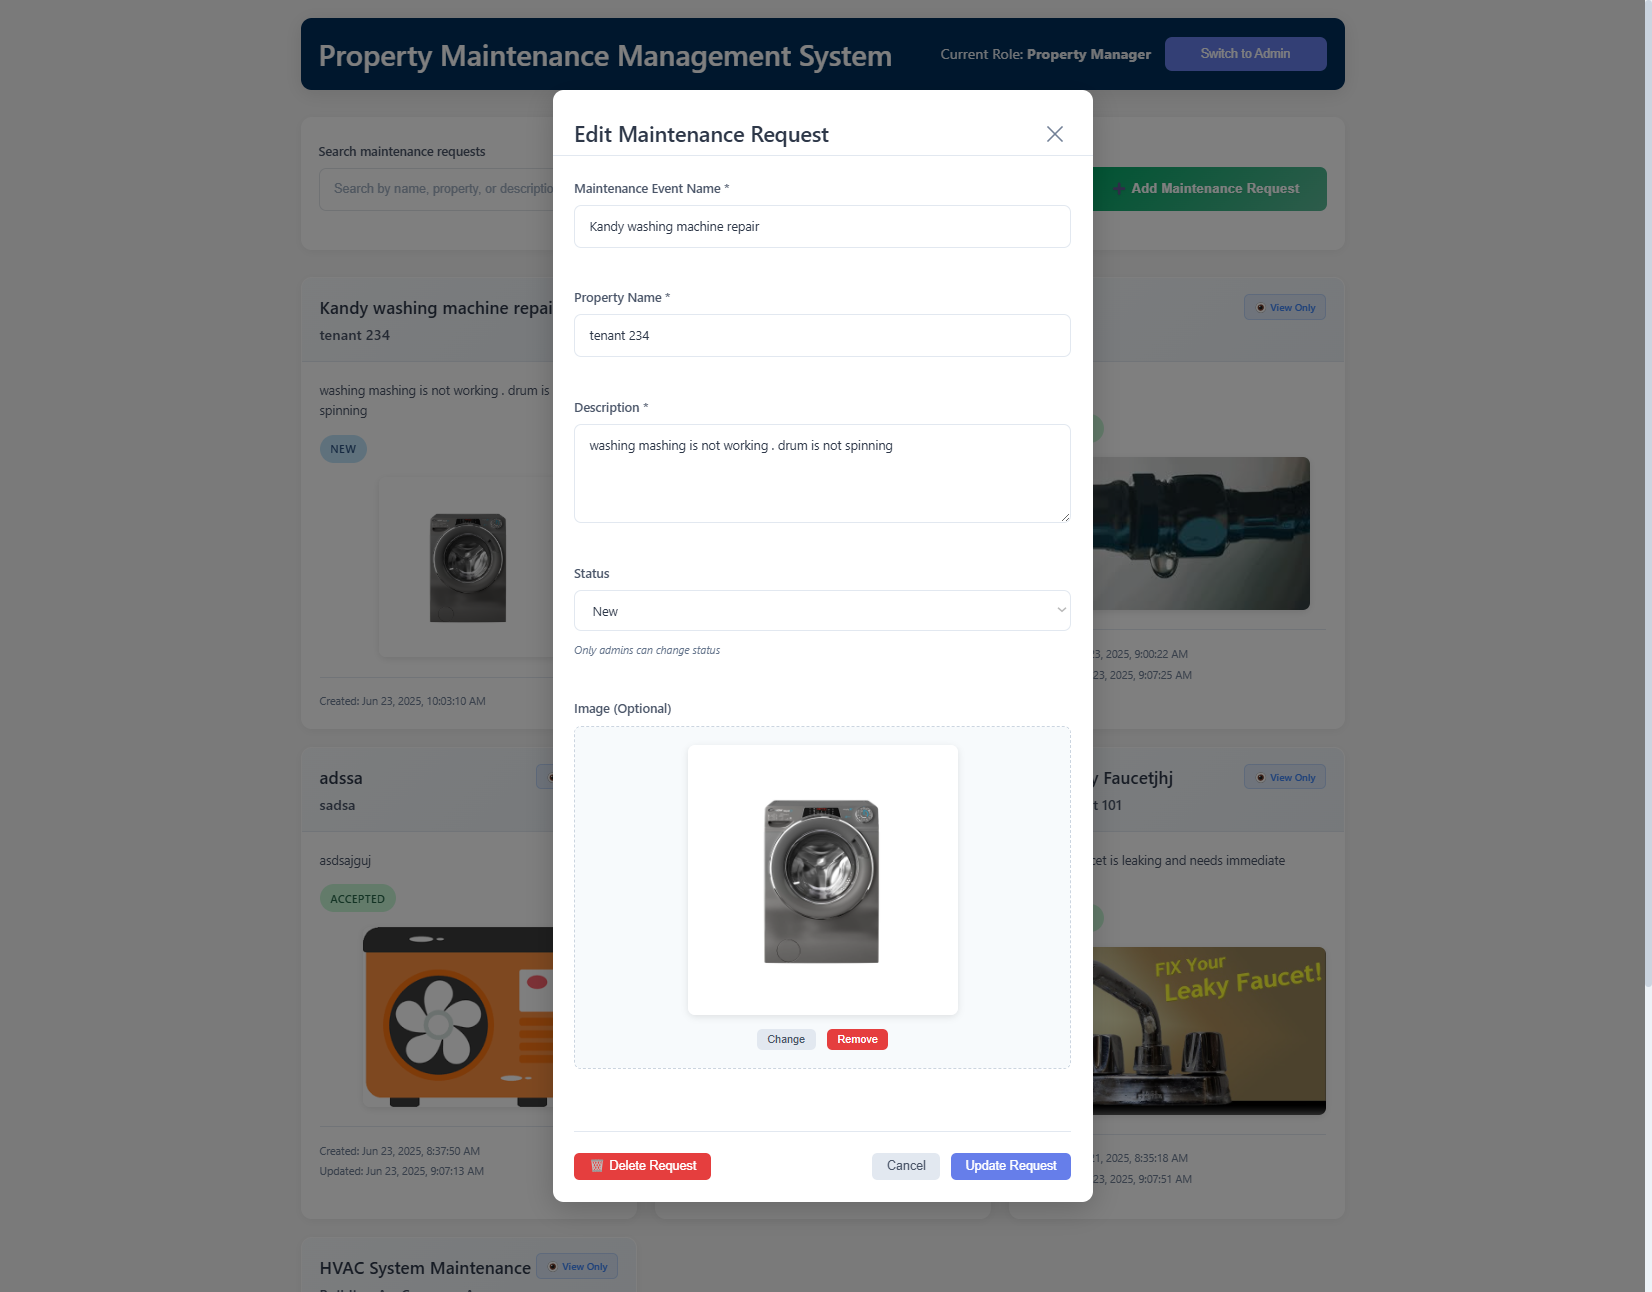 Property Maintenance Management System
Current Role: Property Manager
Switch to Admin
Search maintenance requests
Search by name, property, or
Add Maintenance Request
Edit Maintenance Request
Maintenance Event Name *
Kandy washing machine repair
Property Name *
tenant 234
Description *
washing mashing is not working . drum is not spinning
Status
New
Only admins can change status
Image (Optional)
Change
Remove
Delete Request
Cancel
Update Request
Kandy washing machine
tenant 234
washing mashing is not working . drum is
spinning
NEW
Created: Jun 23, 2025, 10:03:10 AM
View Only
23, 2025, 9:00:22 AM
23, 2025, 9:07:25 AM
adssa
sadsa
asdsajguj
ACCEPTED
Created: Jun 23, 2025, 8:37:50 AM
Updated: Jun 23, 2025, 9:07:13 AM
Faucetjhj
View Only
101
is leaking and needs immediate
FIX Your
Leaky Faucet!
2025, 8:35:18 AM
23, 2025, 9:07:51 AM
HVAC System Maintenance
View Only